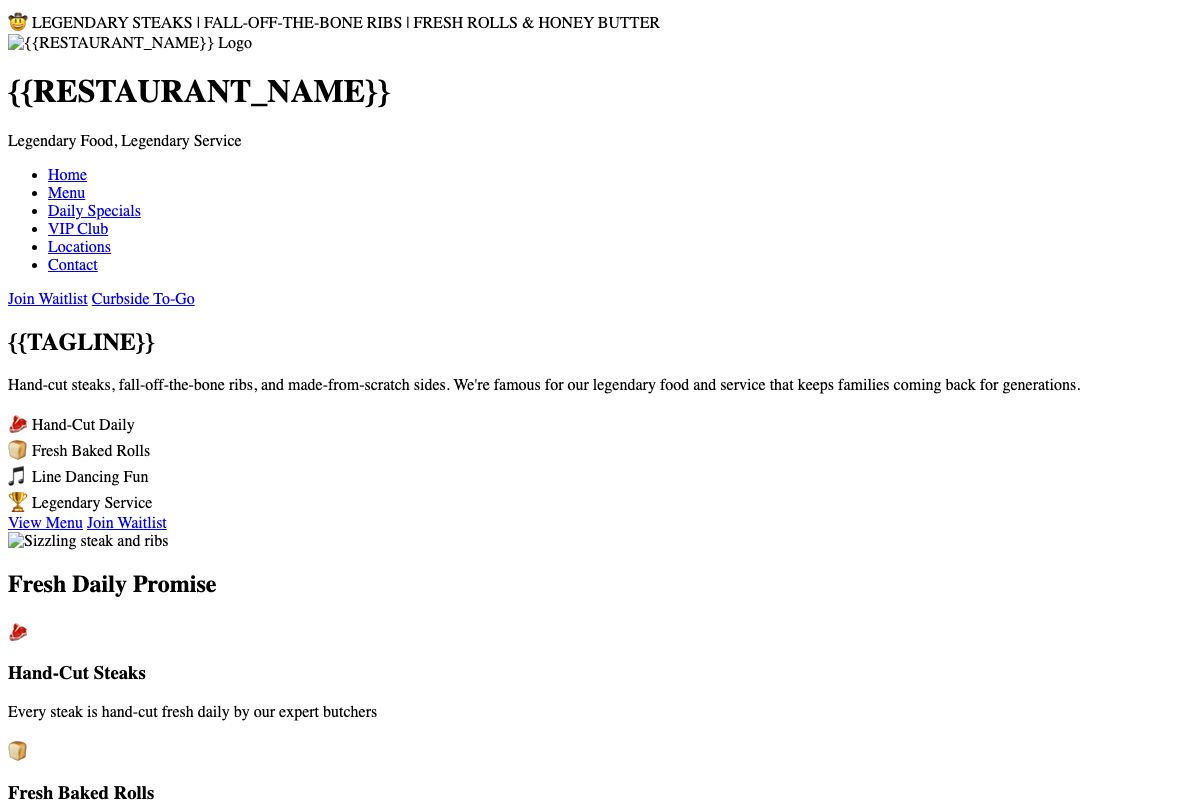 🤠 LEGENDARY STEAKS | FALL-OFF-THE-BONE RIBS | FRESH ROLLS & HONEY BUTTER
{{RESTAURANT_NAME}} Logo
{{RESTAURANT_NAME}}
Legendary Food, Legendary Service
• Home
• Menu
• Daily Specials
• VIP Club
• Locations
• Contact
Join Waitlist Curbside To-Go
{{TAGLINE}}
Hand-cut steaks, fall-off-the-bone ribs, and made-from-scratch sides. We're famous for our legendary food and service that keeps families coming back for generations.
🥩 Hand-Cut Daily
🍞 Fresh Baked Rolls
🎵 Line Dancing Fun
🏆 Legendary Service
View Menu Join Waitlist
Sizzling steak and ribs
Fresh Daily Promise
🥩
Hand-Cut Steaks
Every steak is hand-cut fresh daily by our expert butchers
🍞
Fresh Baked Rolls